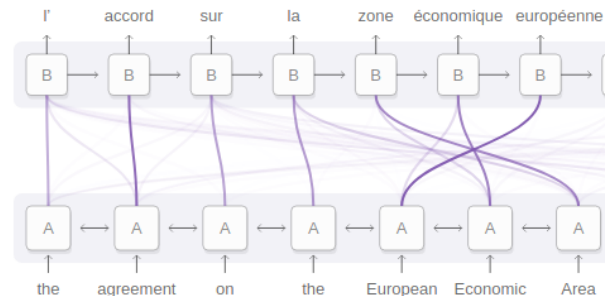 l' accord sur la zone économique européenne
B B B B B B B
A A A A A A A
the agreement on the European Economic Area